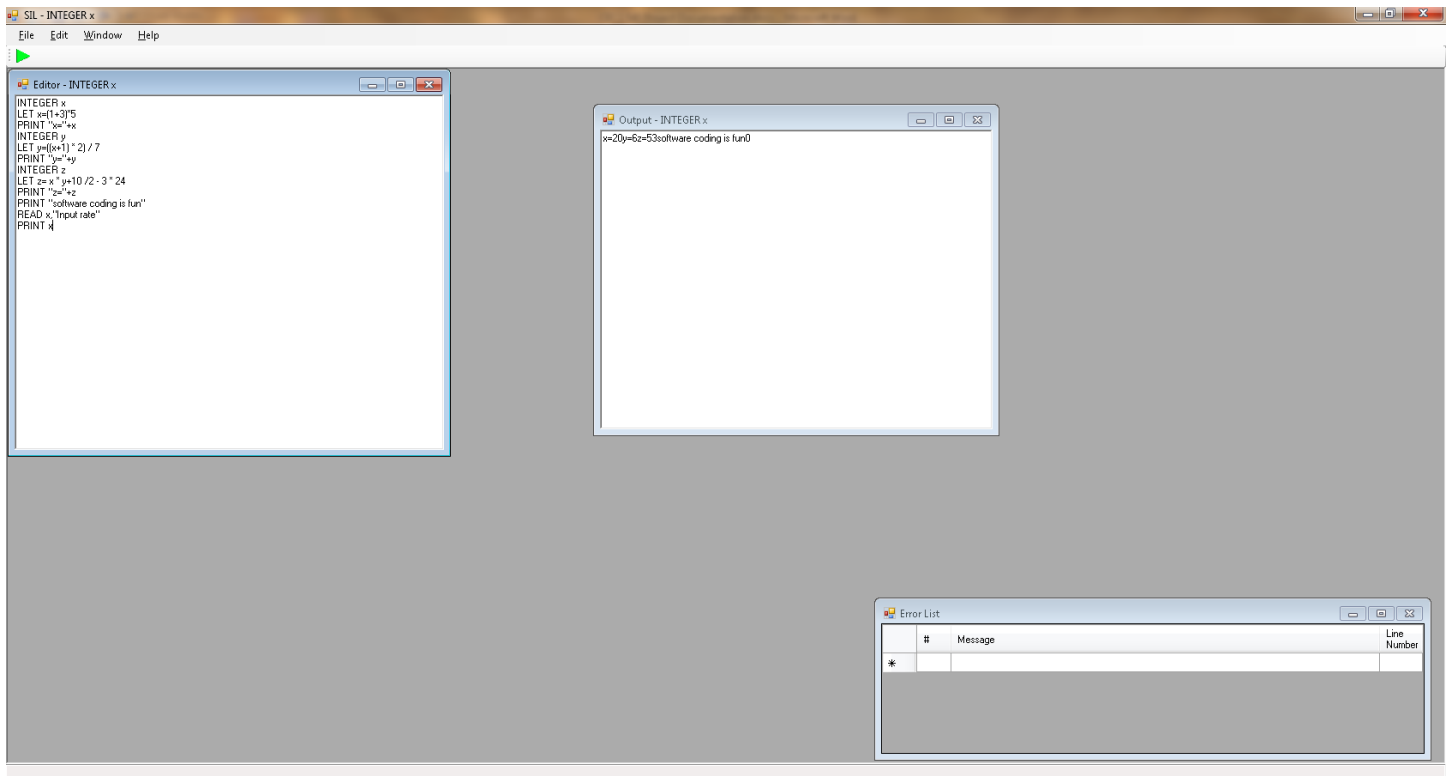 SIL - INTEGER x
File Edit Window Help
Editor - INTEGER x
INTEGER x
LET x=(1+3)*5
PRINT "x="+x
INTEGER y
LET y=((x+1) * 2) / 7
PRINT "y="+y
INTEGER z
LET z= x * y+10 /2 - 3 * 24
PRINT "z="+z
PRINT "software coding is fun"
READ x,"Input rate"
PRINT x
Output - INTEGER x
x=20y=6z=53software coding is fun0
Error List
# Message Line Number